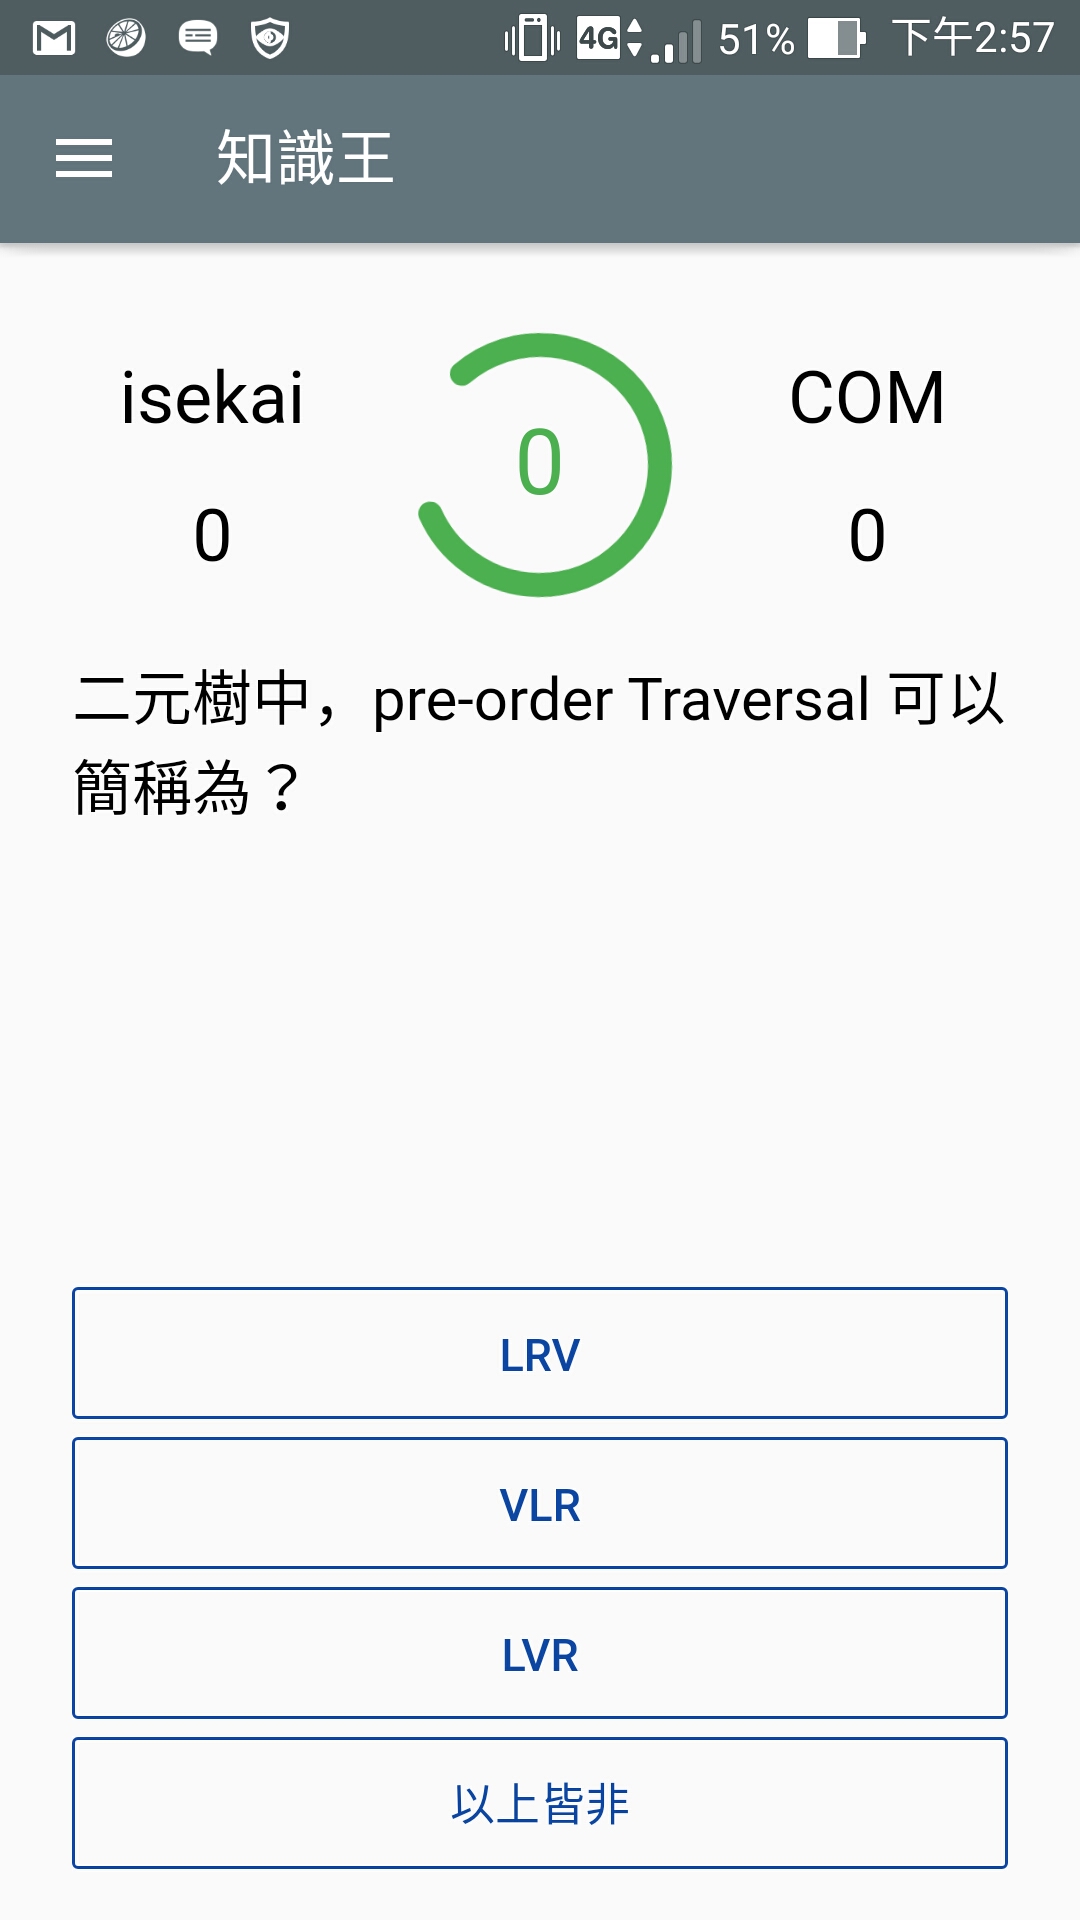 4G 51% 下午2:57
知識王
isekai
0
0
COM
0
二元樹中，pre-order Traversal 可以
簡稱為？
LRV
VLR
LVR
以上皆非